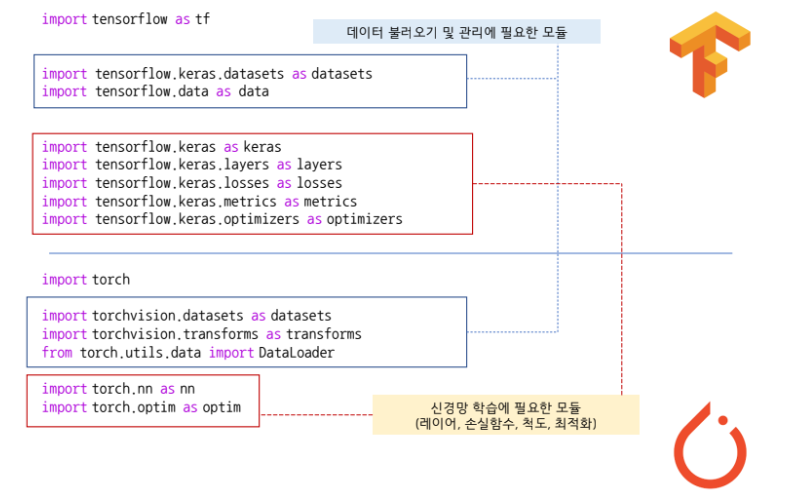 import tensorflow as tf
데이터 불러오기 및 관리에 필요한 모듈
import tensorflow.keras.datasets as datasets
import tensorflow.data as data
import tensorflow.keras as keras
import tensorflow.keras.layers as layers
import tensorflow.keras.losses as losses
import tensorflow.keras.metrics as metrics
import tensorflow.keras.optimizers as optimizers
import torch
import torchvision.datasets as datasets
import torchvision.transforms as transforms
from torch.utils.data import DataLoader
import torch.nn as nn
import torch.optim as optim
신경망 학습에 필요한 모듈
(레이어, 손실함수, 척도, 최적화)